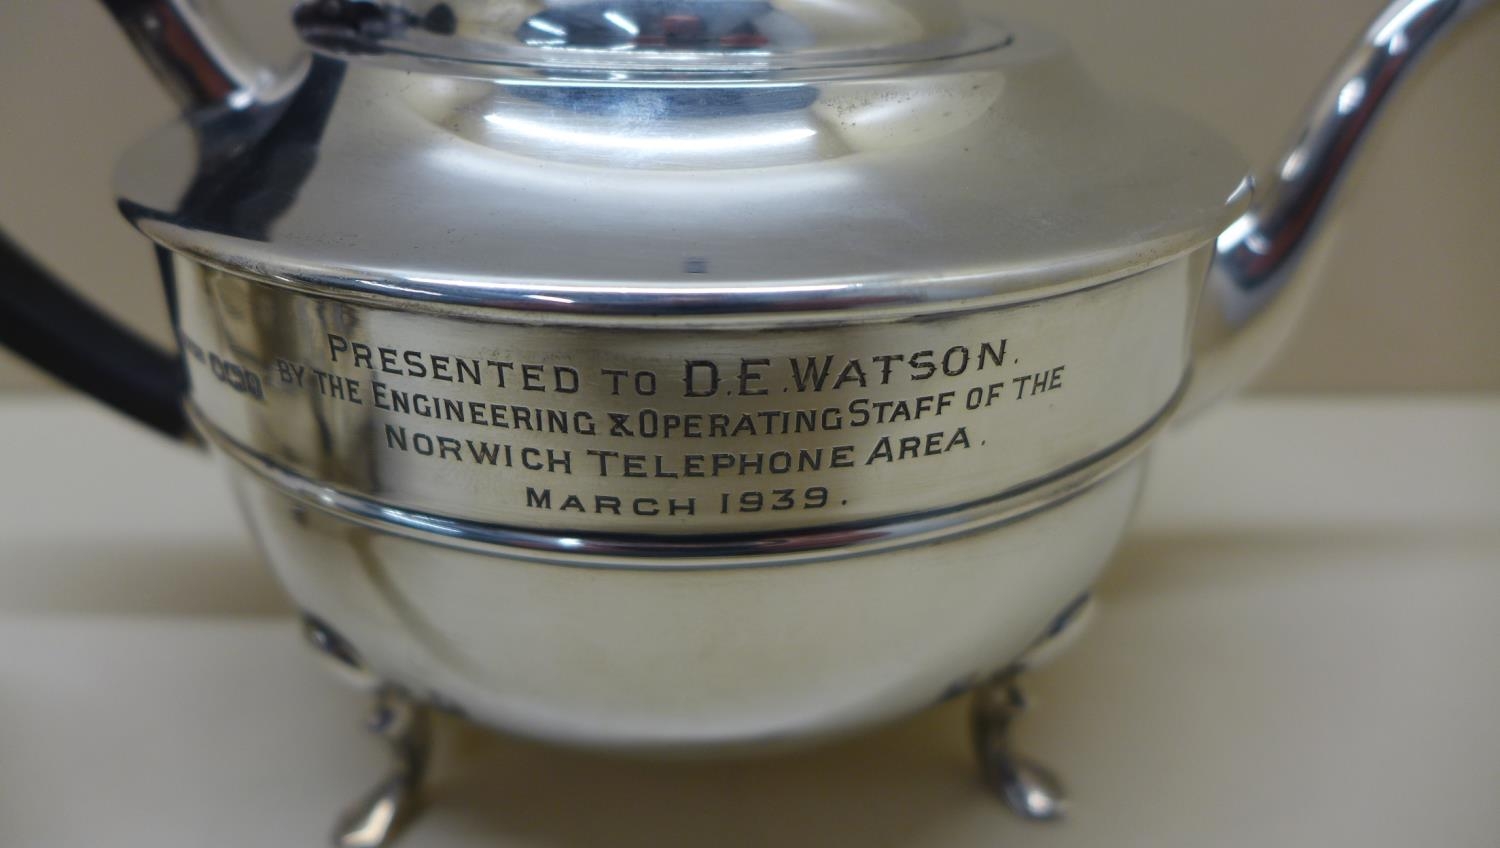 PRESENTED TO D.E.WATSON.
BY THE ENGINEERING & OPERATING STAFF OF THE
NORWICH TELEPHONE AREA.
MARCH 1939.